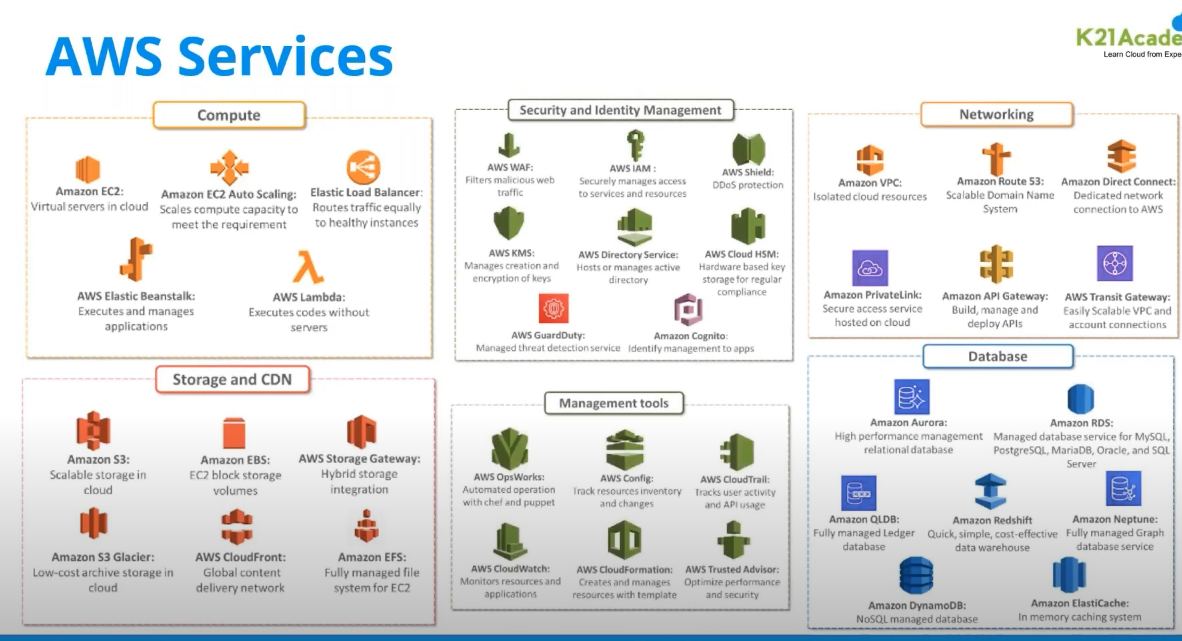 AWS Services
K21Acade
Learn Cloud from Expe
Compute
Amazon EC2:
Virtual servers in cloud
Amazon EC2 Auto Scaling:
Scales compute capacity to
meet the requirement
Elastic Load Balancer:
Routes traffic equally
to healthy instances
AWS Elastic Beanstalk:
Executes and manages
applications
AWS Lambda:
Executes codes without
servers
Security and Identity Management
AWS WAF:
Filters malicious web
traffic
AWS IAM :
Securely manages access
to services and resources
AWS Shield:
DDoS protection
AWS KMS:
Manages creation and
encryption of keys
AWS Directory Service:
Hosts or manages active
directory
AWS Cloud HSM:
Hardware based key
storage for regular
compliance
AWS GuardDuty:
Managed threat detection service
Amazon Cognito:
Identify management to apps
Networking
Amazon VPC:
Isolated cloud resources
Amazon Route 53:
Scalable Domain Name
System
Amazon Direct Connect:
Dedicated network
connection to AWS
Amazon PrivateLink:
Secure access service
hosted on cloud
Amazon API Gateway:
Build, manage and
deploy APIs
AWS Transit Gateway:
Easily Scalable VPC and
account connections
Storage and CDN
Amazon S3:
Scalable storage in
cloud
Amazon EBS:
EC2 block storage
volumes
AWS Storage Gateway:
Hybrid storage
integration
Amazon S3 Glacier:
Low-cost archive storage in
cloud
AWS CloudFront:
Global content
delivery network
Amazon EFS:
Fully managed file
system for EC2
Management tools
AWS OpsWorks:
Automated operation
with chef and puppet
AWS Config:
Track resources inventory
and changes
AWS CloudTrail:
Tracks user activity
and API usage
AWS CloudWatch:
Monitors resources and
applications
AWS CloudFormation:
Creates and manages
resources with template
AWS Trusted Advisor:
Optimize performance
and security
Database
Amazon Aurora:
High performance management
relational database
Amazon RDS:
Managed database service for MySQL,
PostgreSQL, MariaDB, Oracle, and SQL
Server
Amazon QLDB:
Fully managed Ledger
database
Amazon Redshift
Quick, simple, cost-effective
data warehouse
Amazon Neptune:
Fully managed Graph
database service
Amazon DynamoDB:
NoSQL managed database
Amazon ElastiCache:
In memory caching system